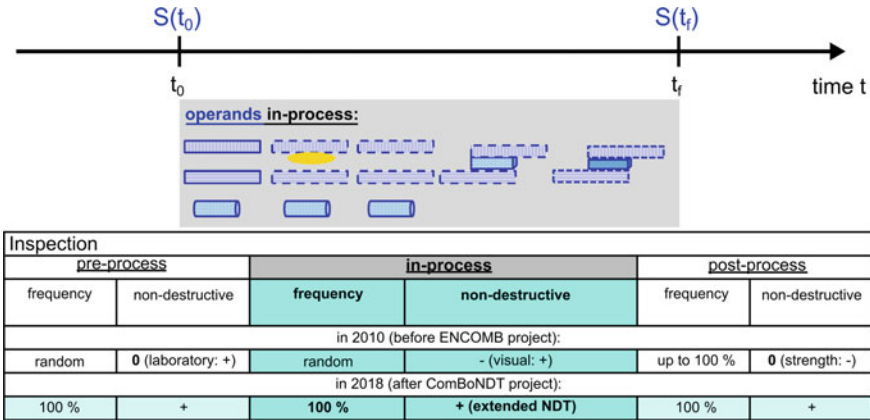 S(t0) S(tf)
t0 tf time t
operands in-process:
Inspection
pre-process in-process post-process
frequency non-destructive frequency non-destructive frequency non-destructive
in 2010 (before ENCOMB project):
random 0 (laboratory: +) random - (visual: +) up to 100 % 0 (strength: -)
in 2018 (after ComBoNDT project):
100 % + 100 % + (extended NDT) 100 % +